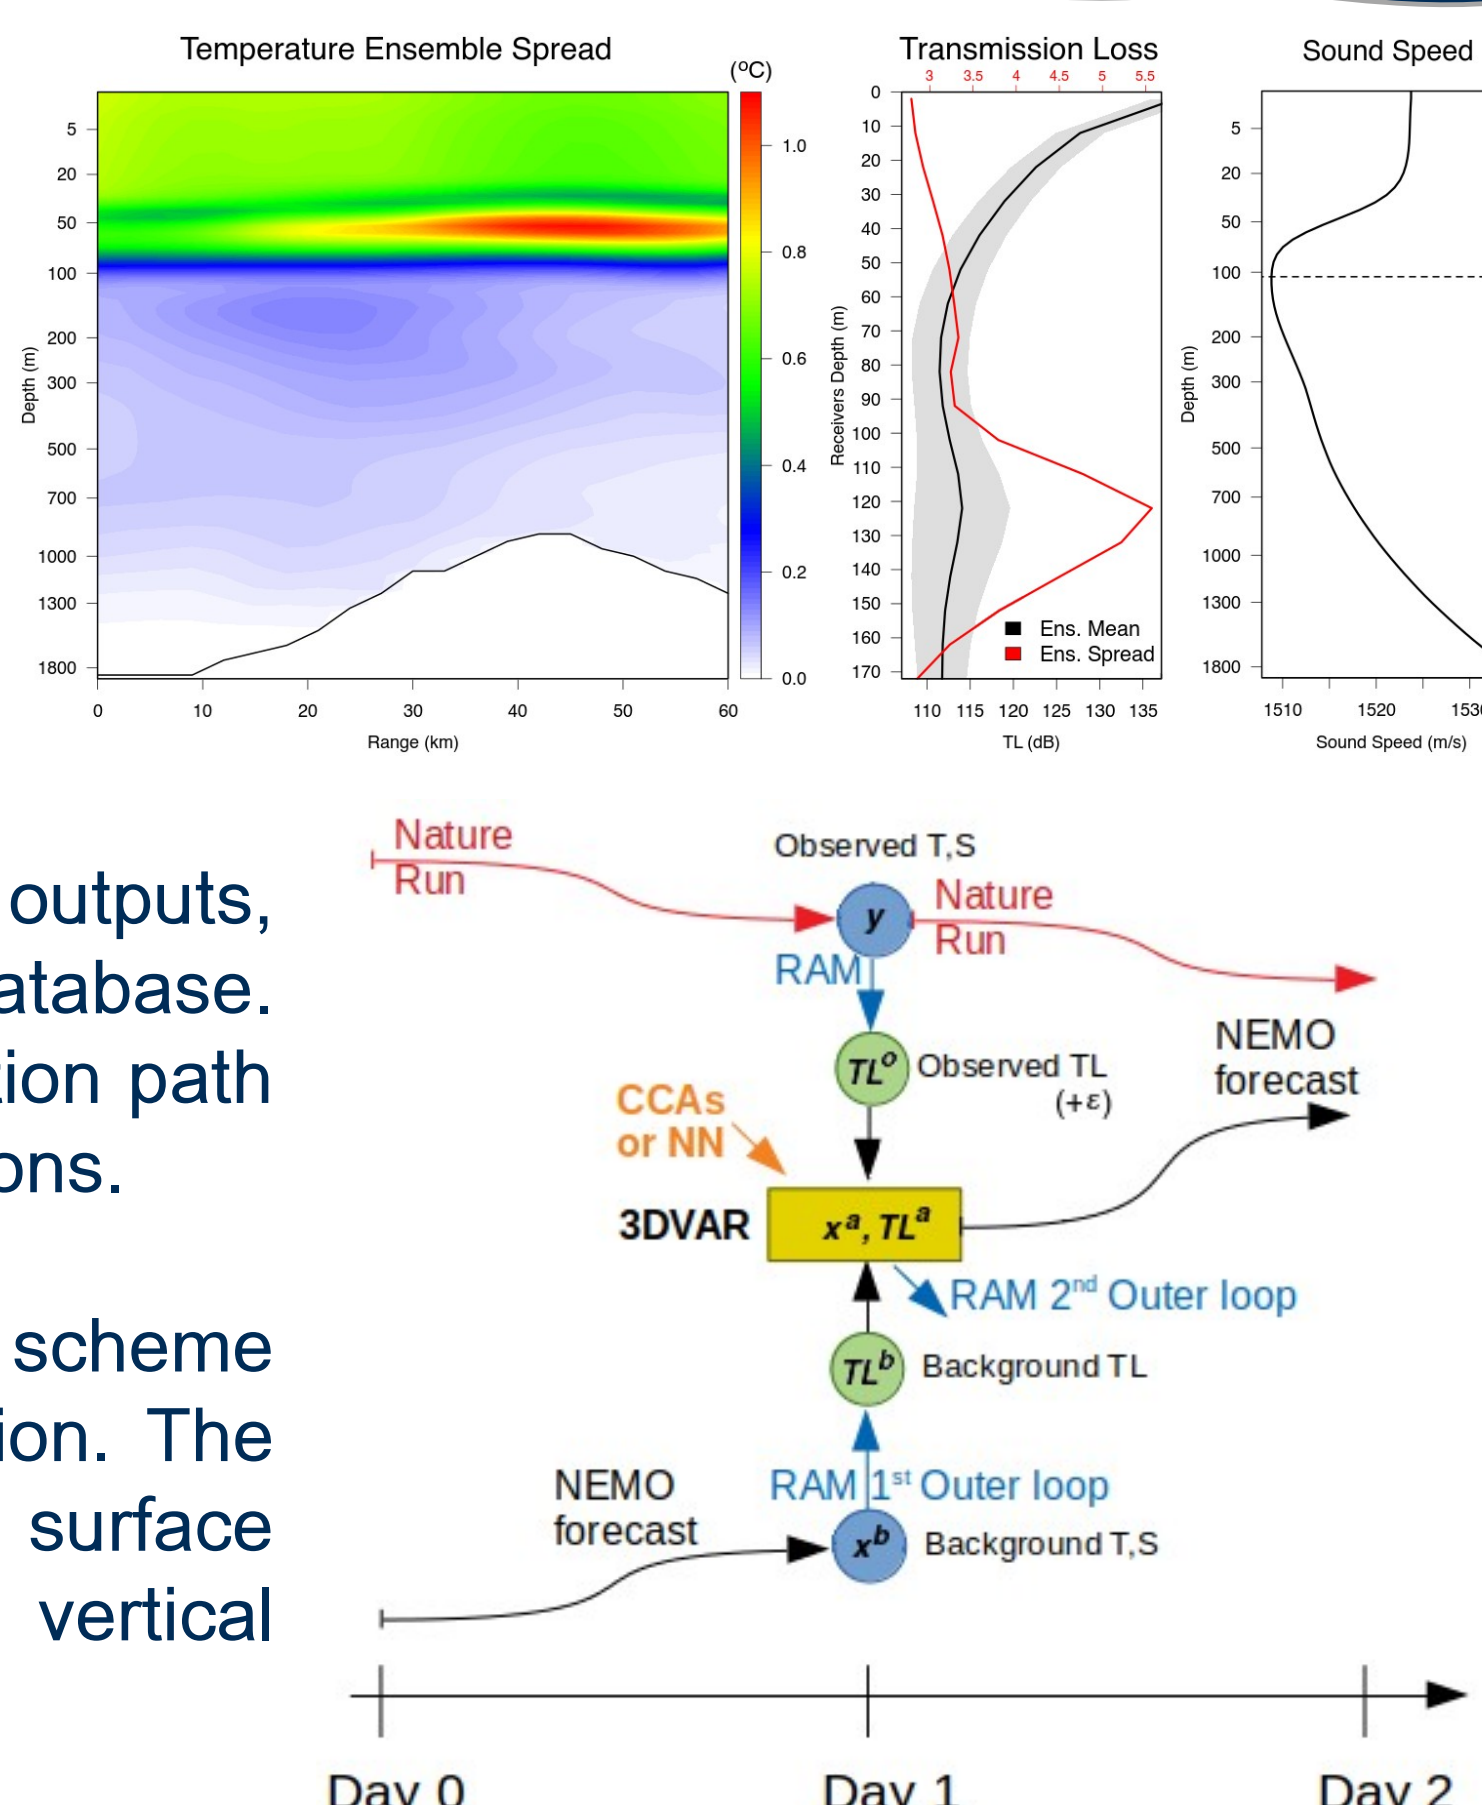 Temperature Ensemble Spread
(ºC)
Depth (m)
5
20
50
100
200
300
500
700
1000
1300
1800
0 10 20 30 40 50 60
Range (km)
1.0
0.8
0.6
0.4
0.2
0.0
Transmission Loss
3 3.5 4 4.5 5 5.5
Receivers Depth (m)
0
10
20
30
40
50
60
70
80
90
100
110
120
130
140
150
160
170
Ens. Mean
Ens. Spread
110 115 120 125 130 135
TL (dB)
Sound Speed
Depth (m)
5
20
50
100
200
300
500
700
1000
1300
1800
1510 1520
Sound Speed (m/s)
outputs,
atabase.
tion path
ons.
scheme
ion. The
surface
vertical
Nature
Run
Observed T,S
y
Nature
Run
RAM
TLᵒ Observed TL
(+ε)
NEMO
forecast
CCAs
or NN
3DVAR xᵃ, TLᵃ
RAM 2ⁿᵈ Outer loop
TLᵇ Background TL
RAM 1ˢᵗ Outer loop
NEMO
forecast
xᵇ Background T,S
Day 0 Day 1 Day 2